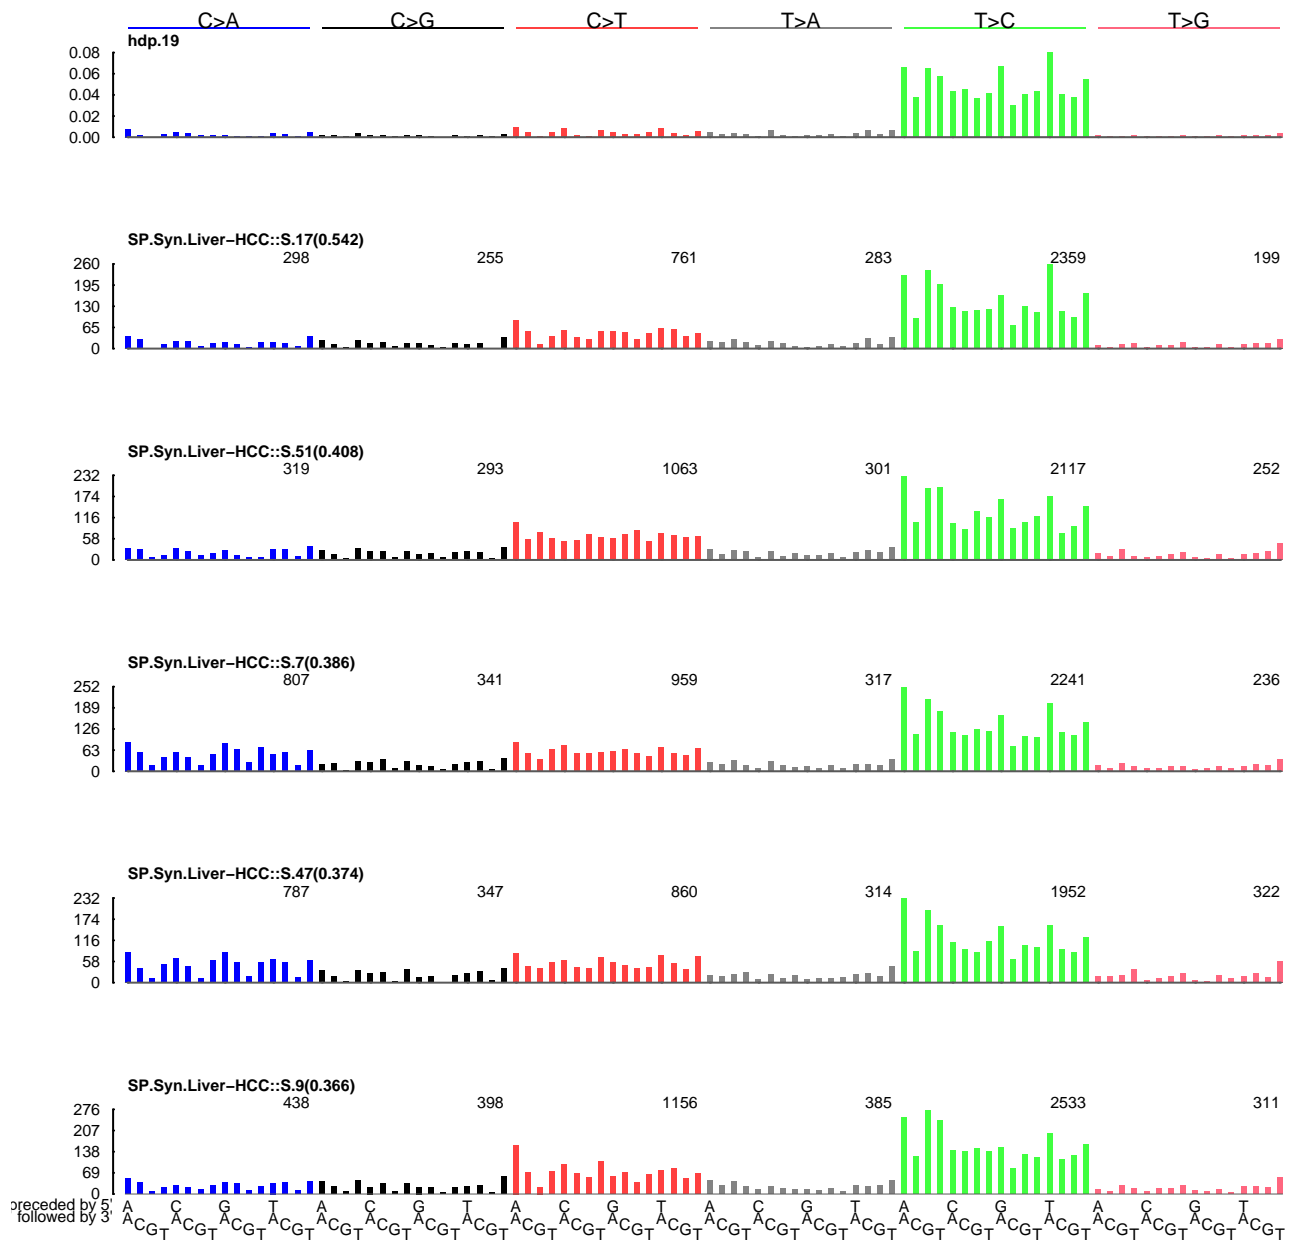 C>A C>G C>T T>A T>C T>G
hdp.19
0.08
0.06
0.04
0.02
0.00
SP.Syn.Liver−HCC::S.17(0.542)
298 255 761 283 2359 199
260
195
130
65
0
SP.Syn.Liver−HCC::S.51(0.408)
319 293 1063 301 2117 252
232
174
116
58
0
SP.Syn.Liver−HCC::S.7(0.386)
807 341 959 317 2241 236
252
189
126
63
0
SP.Syn.Liver−HCC::S.47(0.374)
787 347 860 314 1952 322
232
174
116
58
0
SP.Syn.Liver−HCC::S.9(0.366)
438 398 1156 385 2533 311
276
207
138
69
0
preceded by 5' A C G T A C G T A C G T A C G T A C G T A C G T
followed by 3' A C G T A C G T A C G T A C G T A C G T A C G T A C G T A C G T A C G T A C G T A C G T A C G T A C G T A C G T A C G T A C G T A C G T A C G T A C G T A C G T A C G T A C G T A C G T A C G T